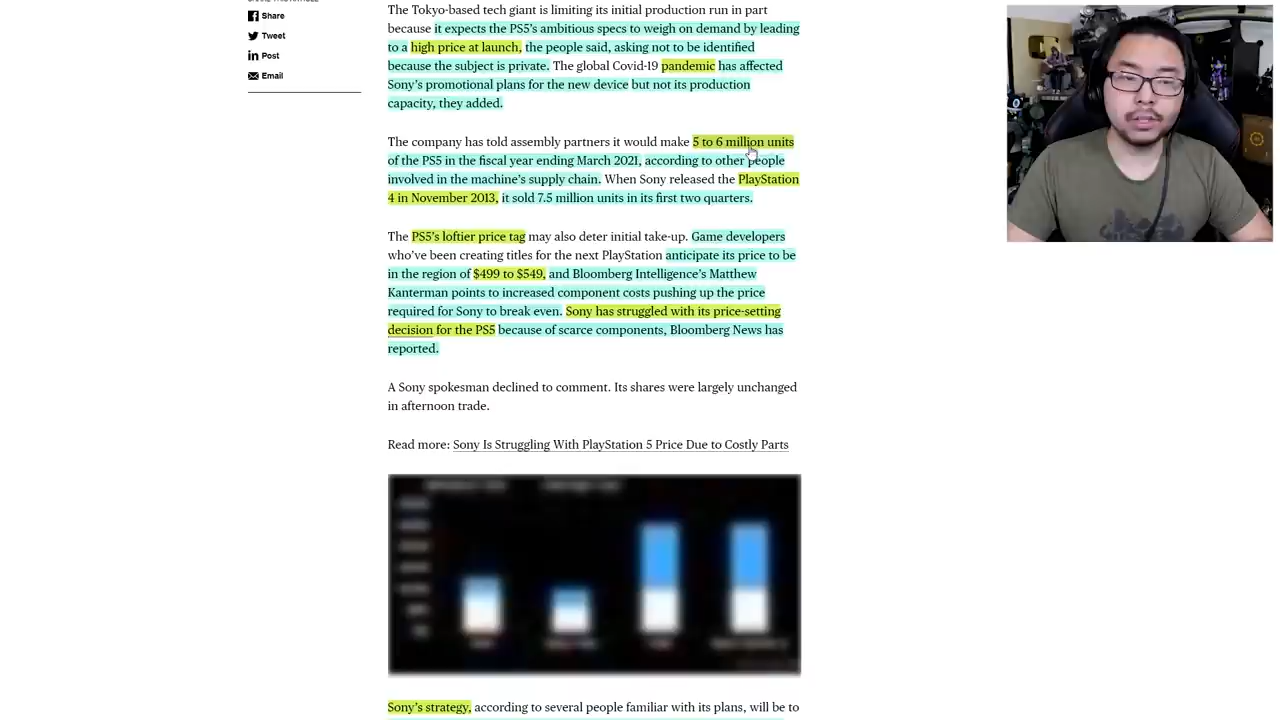 Share
Tweet
Post
Email
The Tokyo-based tech giant is limiting its initial production run in part
because it expects the PS5's ambitious specs to weigh on demand by leading
to a high price at launch, the people said, asking not to be identified
because the subject is private. The global Covid-19 pandemic has affected
Sony's promotional plans for the new device but not its production
capacity, they added.
The company has told assembly partners it would make 5 to 6 million units
of the PS5 in the fiscal year ending March 2021, according to other people
involved in the machine's supply chain. When Sony released the PlayStation
4 in November 2013, it sold 7.5 million units in its first two quarters.
The PS5's loftier price tag may also deter initial take-up. Game developers
who've been creating titles for the next PlayStation anticipate its price to be
in the region of $499 to $549, and Bloomberg Intelligence's Matthew
Kanterman points to increased component costs pushing up the price
required for Sony to break even. Sony has struggled with its price-setting
decision for the PS5 because of scarce components, Bloomberg News has
reported.
A Sony spokesman declined to comment. Its shares were largely unchanged
in afternoon trade.
Read more: Sony Is Struggling With PlayStation 5 Price Due to Costly Parts
Sony's strategy, according to several people familiar with its plans, will be to